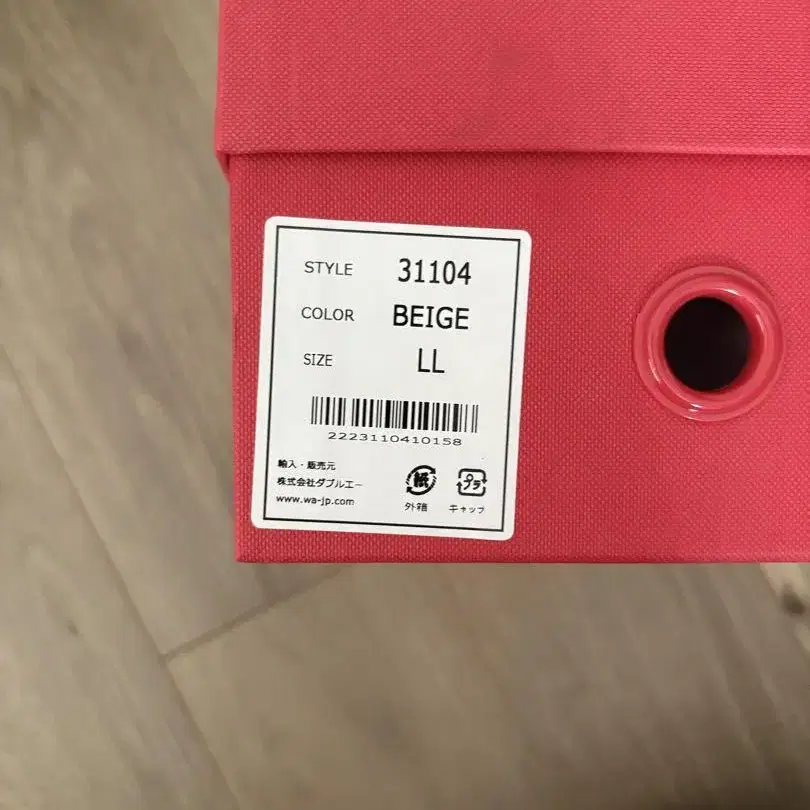 STYLE 31104
COLOR BEIGE
SIZE LL
2223110410158
輸入・販売元
株式会社ダブルエー
www.wa-jp.com
紙 プラ
外箱 キャップ